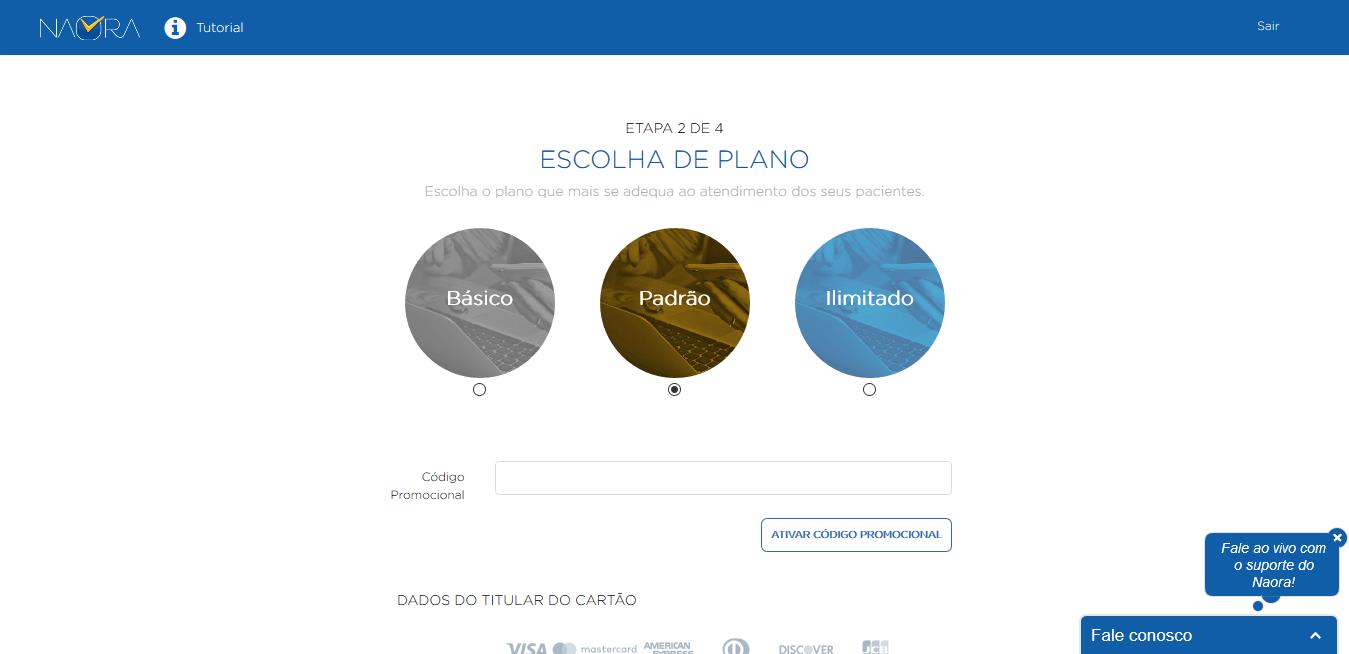 NAORA
Tutorial
Sair
ETAPA 2 DE 4
ESCOLHA DE PLANO
Escolha o plano que mais se adequa ao atendimento dos seus pacientes.
Básico
Padrão
Ilimitado
Código
Promocional
ATIVAR CÓDIGO PROMOCIONAL
Fale ao vivo com
o suporte do
Naora!
DADOS DO TITULAR DO CARTÃO
VISA mastercard AMERICAN EXPRESS DISCOVER JCB
Fale conosco